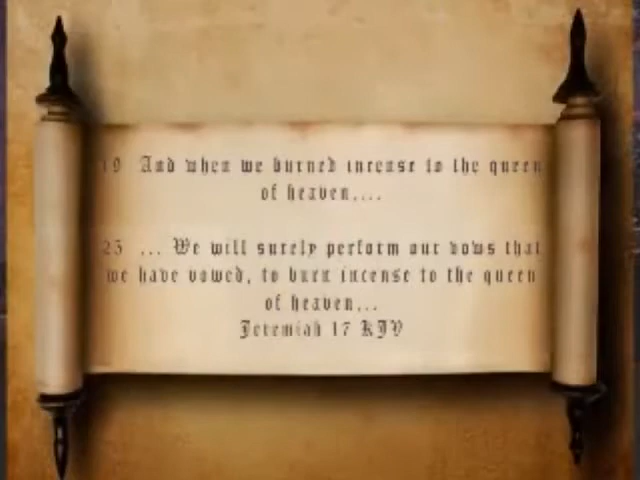 19 And when we burned incense to the queen
of heaven,...
25 ... We will surely perform our vows that
we have vowed, to burn incense to the queen
of heaven,..
Jeremiah 17 KJV